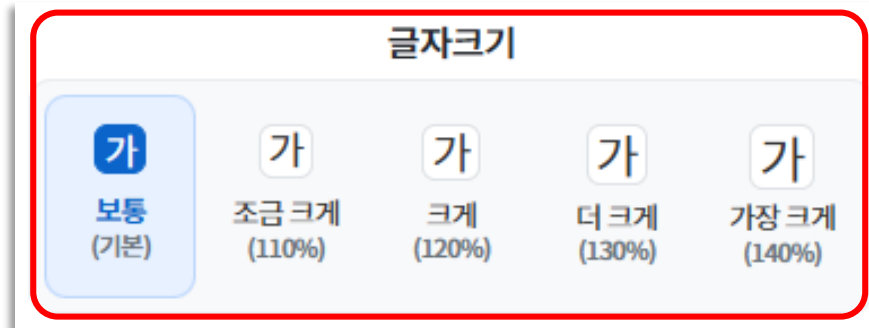 글자크기
가 가 가 가 가
보통 조금 크게 크게 더 크게 가장 크게
(기본) (110%) (120%) (130%) (140%)